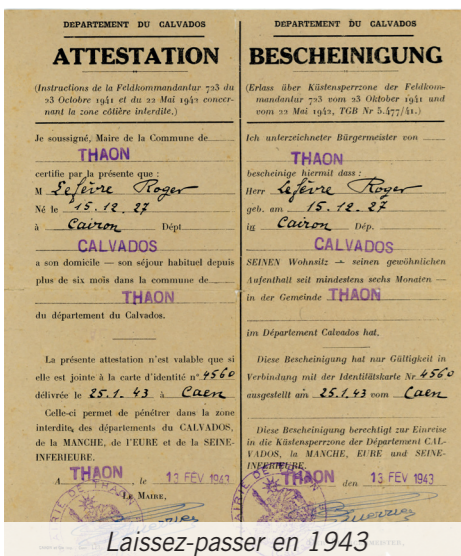 DÉPARTEMENT DU CALVADOS
ATTESTATION
(Instructions de la Feldkommandantur 723 du
23 Octobre 1941 et du 22 Mai 1942 concer-
nant la zone côtière interdite.)
Je soussigné, Maire de la Commune de
THAON
certifie par la présente que :
M Lefèvre Roger
Né le 15.12.27
à Cairon Dépt
CALVADOS
a son domicile — son séjour habituel depuis
plus de six mois dans la commune de
THAON
du département du Calvados.
La présente attestation n'est valable que si
elle est jointe à la carte d'identité n° 4560
délivrée le 25.1.43 à Caen
Celle-ci permet de pénétrer dans la zone
interdite, des départements du CALVADOS,
de la MANCHE, de l'EURE et de la SEINE-
INFERIEURE.
A THAON, le 13 FEV 1943
LE MAIRE,
MAIRIE DE THAON
DÉPARTEMENT DU CALVADOS
BESCHEINIGUNG
(Erlass über Küstensperrzone der Feldkom-
mandantur 723 vom 23 Oktober 1941 und
vom 22 Mai 1942, TGB Nr 5.477/41.)
Ich unterzeichneter Bürgermeister von
THAON
bescheinige hiermit dass :
Herr Lefèvre Roger
geb. am 15.12.27
in Cairon Dép.
CALVADOS
SEINEN Wohnsitz — seinen gewöhnlichen
Aufenthalt seit mindestens sechs Monaten —
in der Gemeinde THAON
im Département Calvados hat.
Diese Bescheinigung hat nur Gültigkeit in
Verbindung mit der Identitätskarte Nr 4560
ausgestellt am 25.1.43 vom Caen
Diese Bescheinigung berechtigt zur Einreise
in die Küstensperrzone der Département CAL-
VADOS, la MANCHE, EURE und SEINE-
INFERIEURE.
THAON den 13 FEV 1943
Laissez-passer en 1943